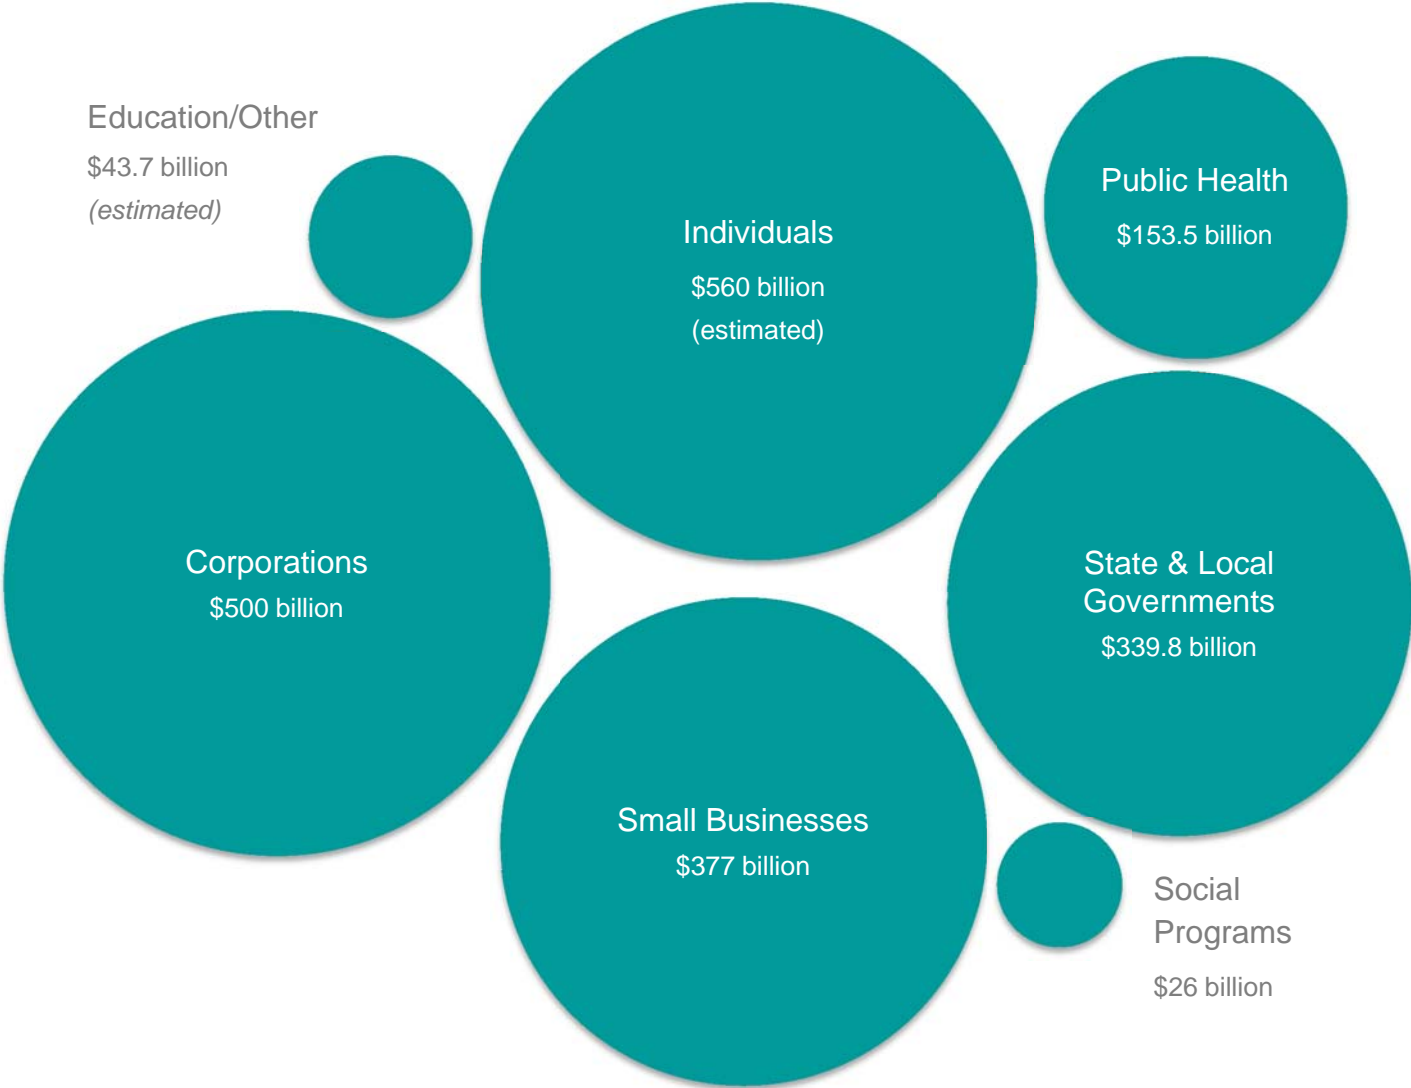 Education/Other
$43.7 billion
(estimated)
Individuals
$560 billion
(estimated)
Public Health
$153.5 billion
Corporations
$500 billion
State & Local
Governments
$339.8 billion
Small Businesses
$377 billion
Social
Programs
$26 billion